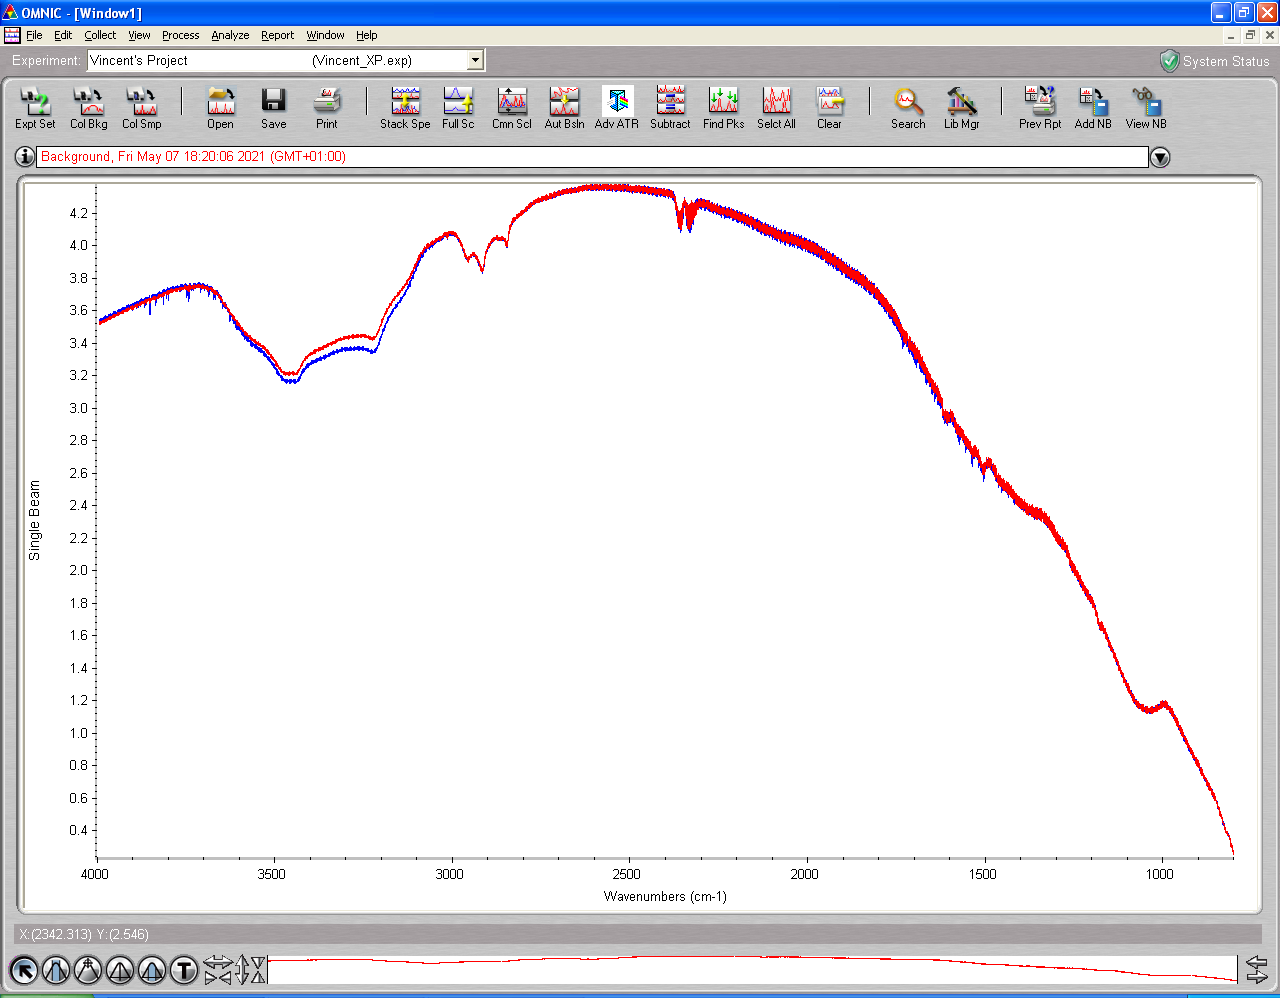 OMNIC - [Window1]
File Edit Collect View Process Analyze Report Window Help
Experiment: Vincent's Project (Vincent_XP.exp) System Status
Expt Set Col Bkg Col Smp Open Save Print Stack Spe Full Sc Cmn Scl Aut Bsln Adv ATR Subtract Find Pks Selct All Clear Search Lib Mgr Prev Rpt Add NB View NB
Background, Fri May 07 18:20:06 2021 (GMT+01:00)
4.2
4.0
3.8
3.6
3.4
3.2
3.0
2.8
2.6
2.4
2.2
2.0
1.8
1.6
1.4
1.2
1.0
0.8
0.6
0.4
Single Beam
4000 3500 3000 2500 2000 1500 1000
Wavenumbers (cm-1)
X:(2342.313) Y:(2.546)
T